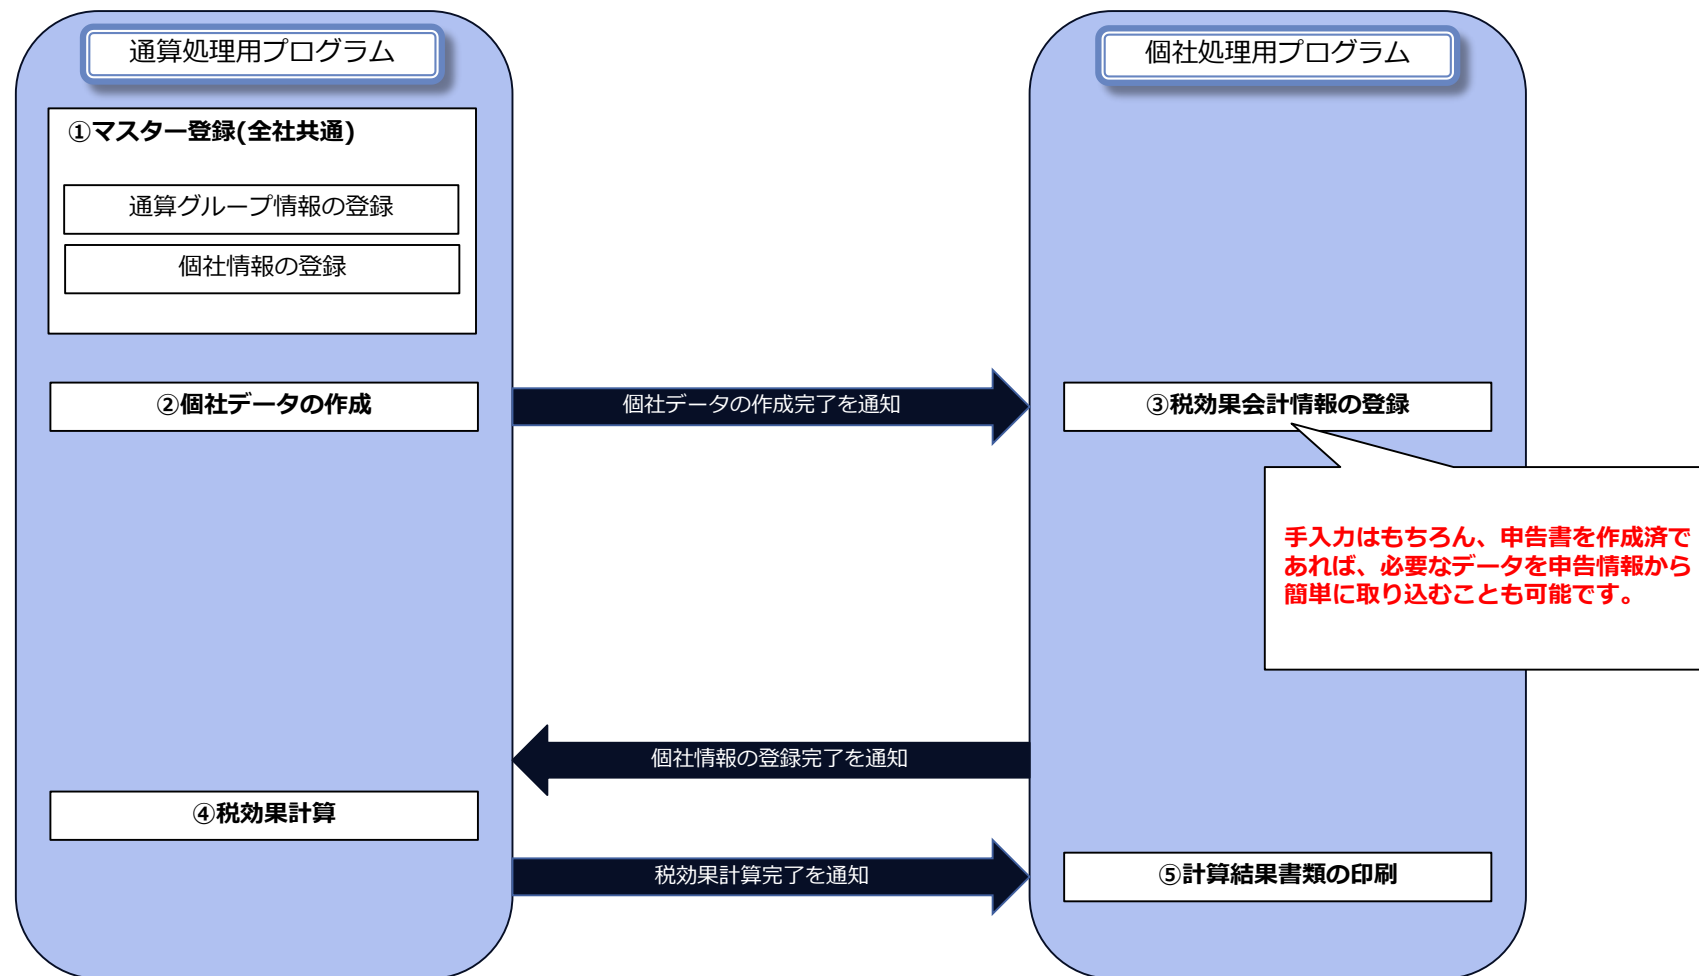 通算処理用プログラム
個社処理用プログラム
①マスター登録(全社共通)
通算グループ情報の登録
個社情報の登録
②個社データの作成
個社データの作成完了を通知
③税効果会計情報の登録
手入力はもちろん、申告書を作成済で
あれば、必要なデータを申告情報から
簡単に取り込むことも可能です。
個社情報の登録完了を通知
④税効果計算
税効果計算完了を通知
⑤計算結果書類の印刷